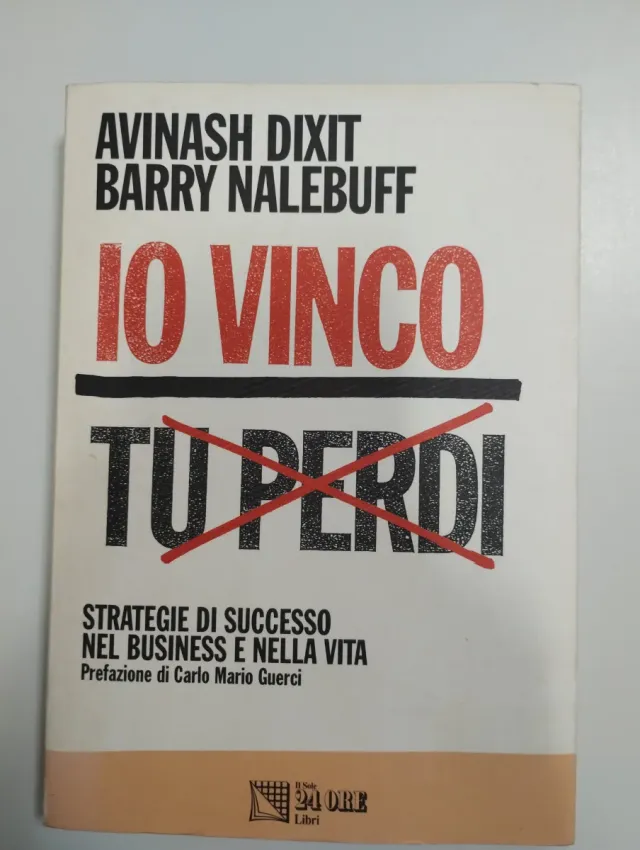 AVINASH DIXIT
BARRY NALEBUFF
IO VINCO
TU PERDI
STRATEGIE DI SUCCESSO
NEL BUSINESS E NELLA VITA
Prefazione di Carlo Mario Guerci
Il Sole
24 ORE
Libri